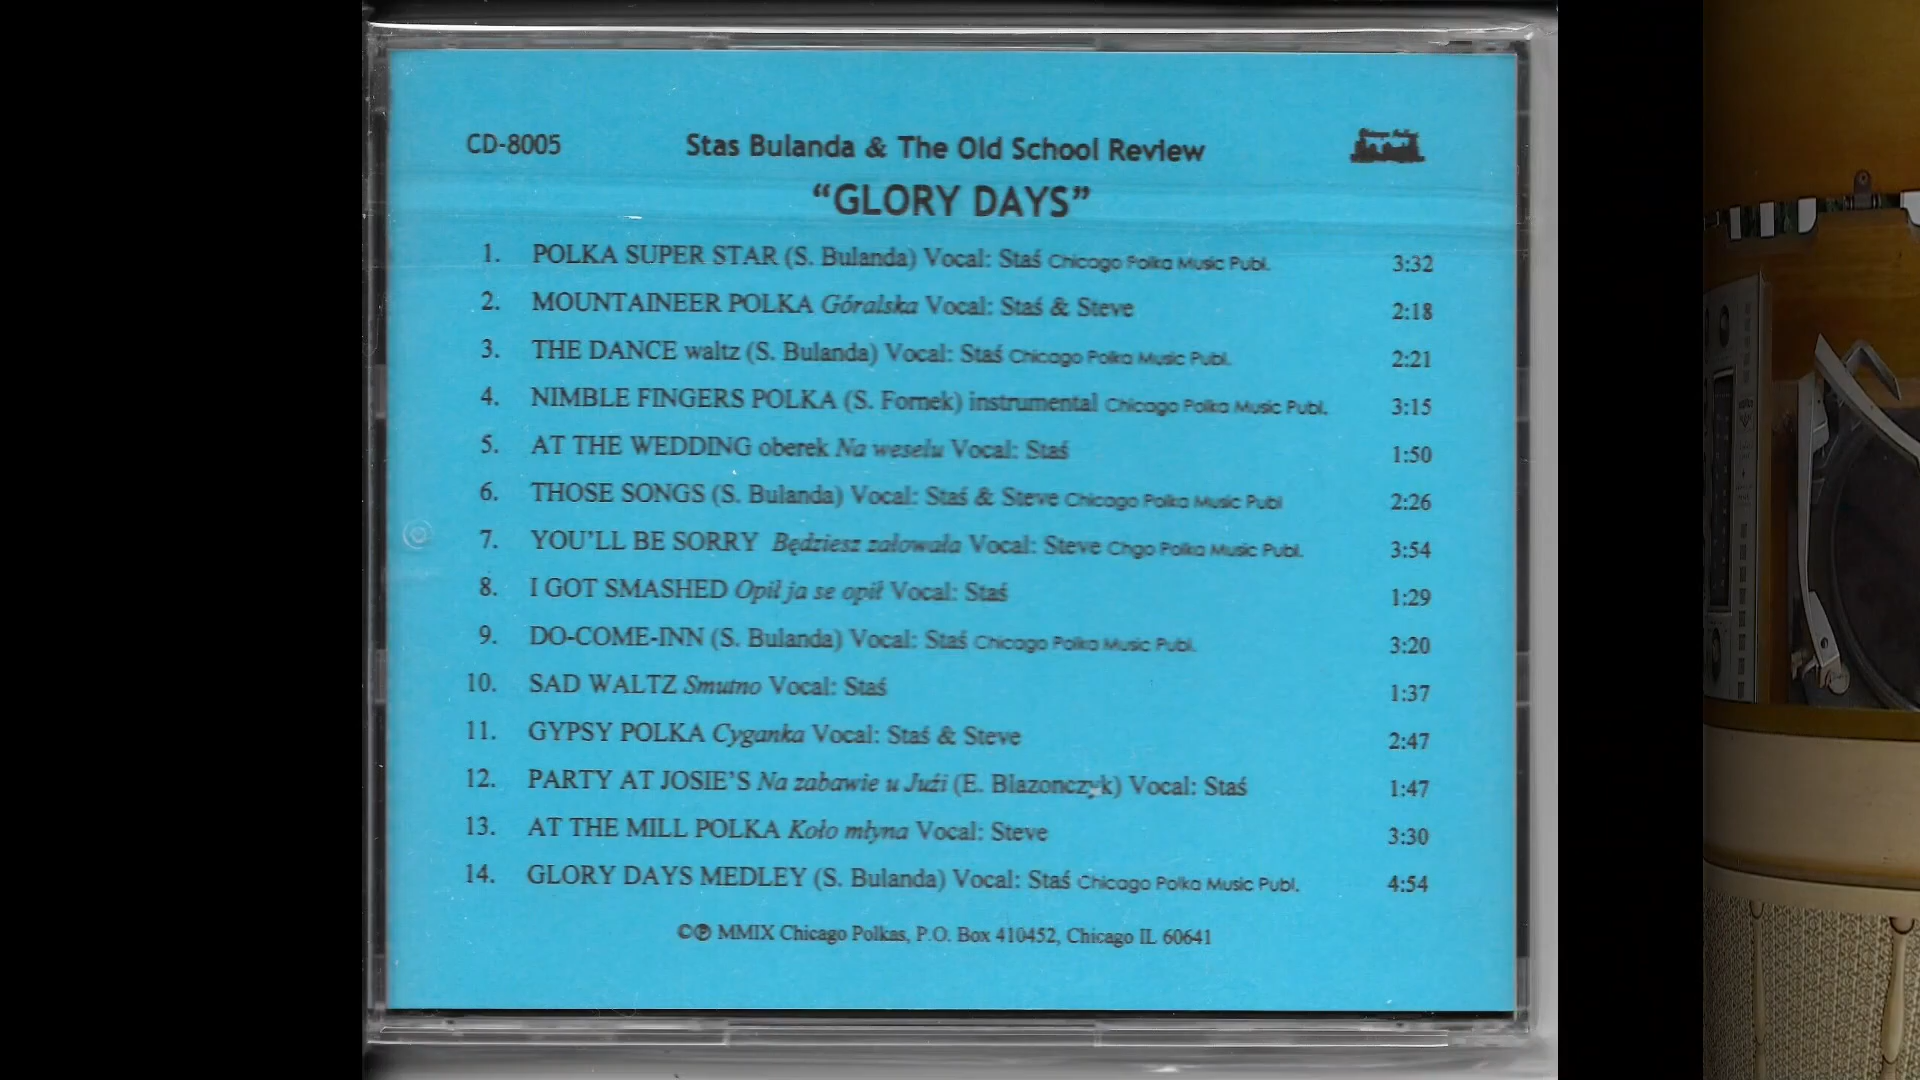 CD-8005 Stas Bulanda & The Old School Review
“GLORY DAYS”
1. POLKA SUPER STAR (S. Bulanda) Vocal: Staś Chicago Polka Music Publ. 3:32
2. MOUNTAINEER POLKA Góralska Vocal: Staś & Steve 2:18
3. THE DANCE waltz (S. Bulanda) Vocal: Staś Chicago Polka Music Publ. 2:21
4. NIMBLE FINGERS POLKA (S. Fornek) instrumental Chicago Polka Music Publ. 3:15
5. AT THE WEDDING oberek Na weselu Vocal: Staś 1:50
6. THOSE SONGS (S. Bulanda) Vocal: Staś & Steve Chicago Polka Music Publ 2:26
7. YOU’LL BE SORRY Będziesz załowała Vocal: Steve Chgo Polka Music Publ. 3:54
8. I GOT SMASHED Opił ja se opił Vocal: Staś 1:29
9. DO-COME-INN (S. Bulanda) Vocal: Staś Chicago Polka Music Publ. 3:20
10. SAD WALTZ Smutno Vocal: Staś 1:37
11. GYPSY POLKA Cyganka Vocal: Staś & Steve 2:47
12. PARTY AT JOSIE’S Na zabawie u Juźi (E. Blazonczyk) Vocal: Staś 1:47
13. AT THE MILL POLKA Koło młyna Vocal: Steve 3:30
14. GLORY DAYS MEDLEY (S. Bulanda) Vocal: Staś Chicago Polka Music Publ. 4:54
©℗ MMIX Chicago Polkas, P.O. Box 410452, Chicago IL 60641